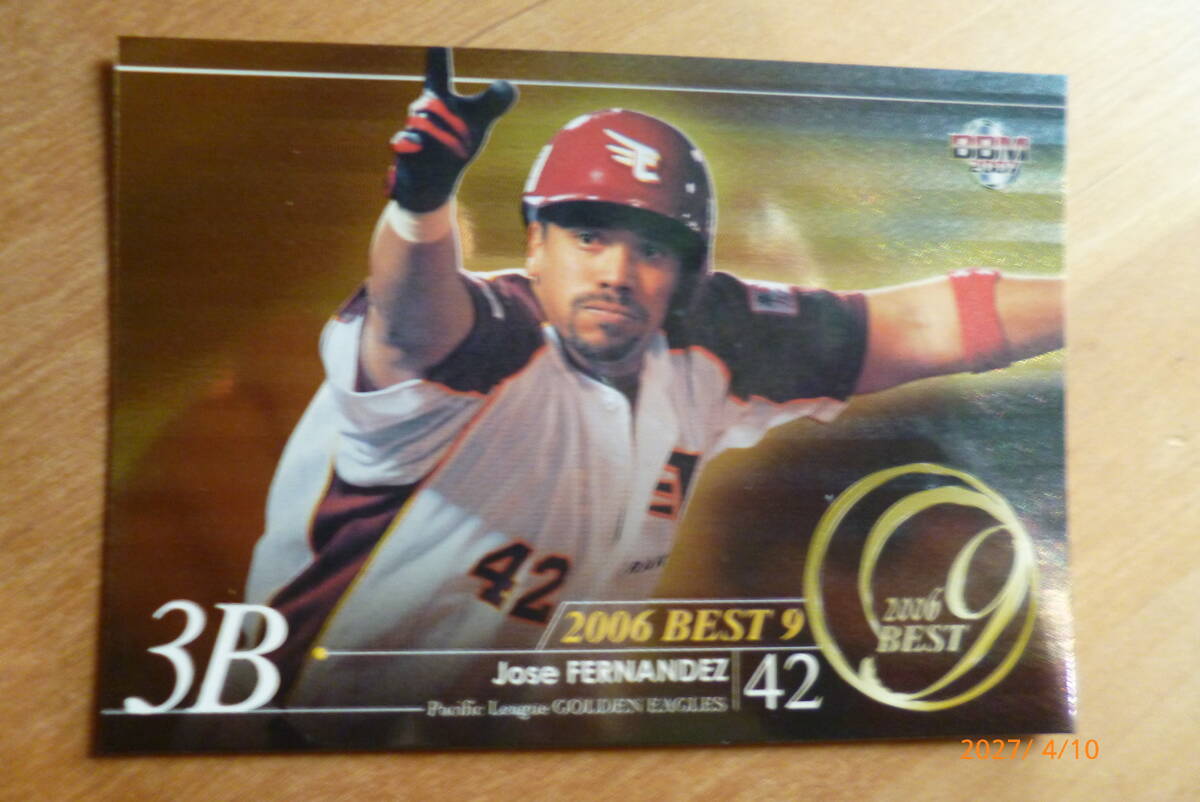 BBM
2007
42
2006
BEST
9
2006 BEST 9
3B
Jose FERNANDEZ
42
Pacific League GOLDEN EAGLES
2027/ 4/10